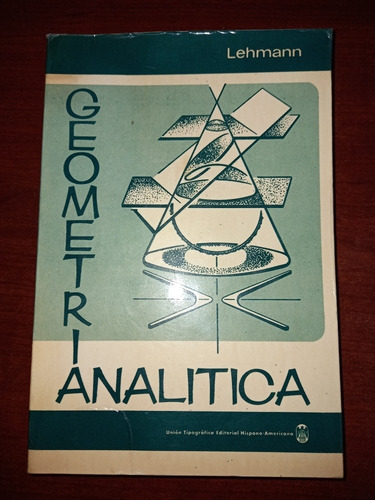 Lehmann
GEOMETRIA
ANALITICA
Unión Tipográfica Editorial Hispano-Americana